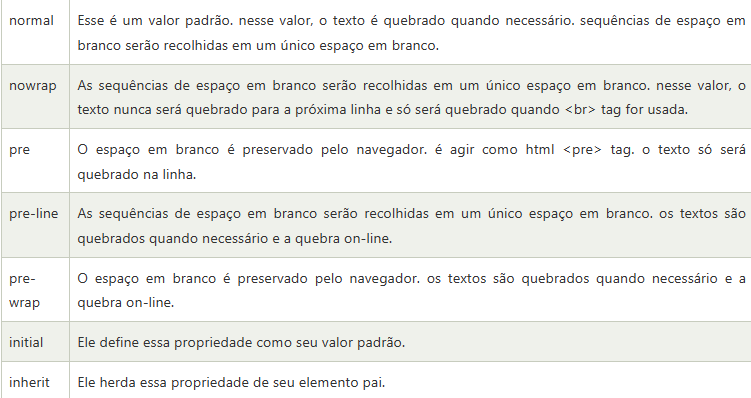 normal Esse é um valor padrão. nesse valor, o texto é quebrado quando necessário. sequências de espaço em
branco serão recolhidas em um único espaço em branco.
nowrap As sequências de espaço em branco serão recolhidas em um único espaço em branco. nesse valor, o
texto nunca será quebrado para a próxima linha e só será quebrado quando <br> tag for usada.
pre O espaço em branco é preservado pelo navegador. é agir como html <pre> tag. o texto só será
quebrado na linha.
pre-line As sequências de espaço em branco serão recolhidas em um único espaço em branco. os textos são
quebrados quando necessário e a quebra on-line.
pre- O espaço em branco é preservado pelo navegador. os textos são quebrados quando necessário e a
wrap quebra on-line.
initial Ele define essa propriedade como seu valor padrão.
inherit Ele herda essa propriedade de seu elemento pai.